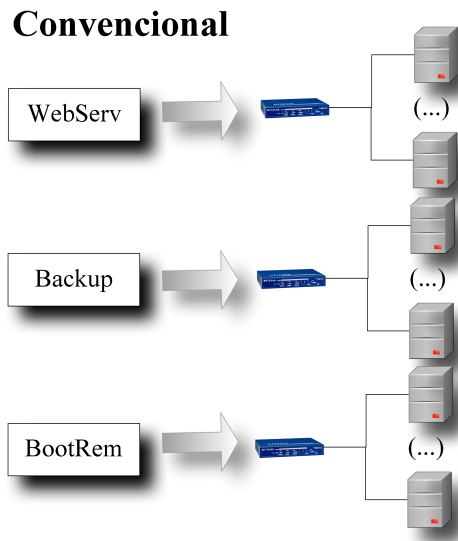 Convencional
WebServ
(...)
Backup
(...)
BootRem
(...)